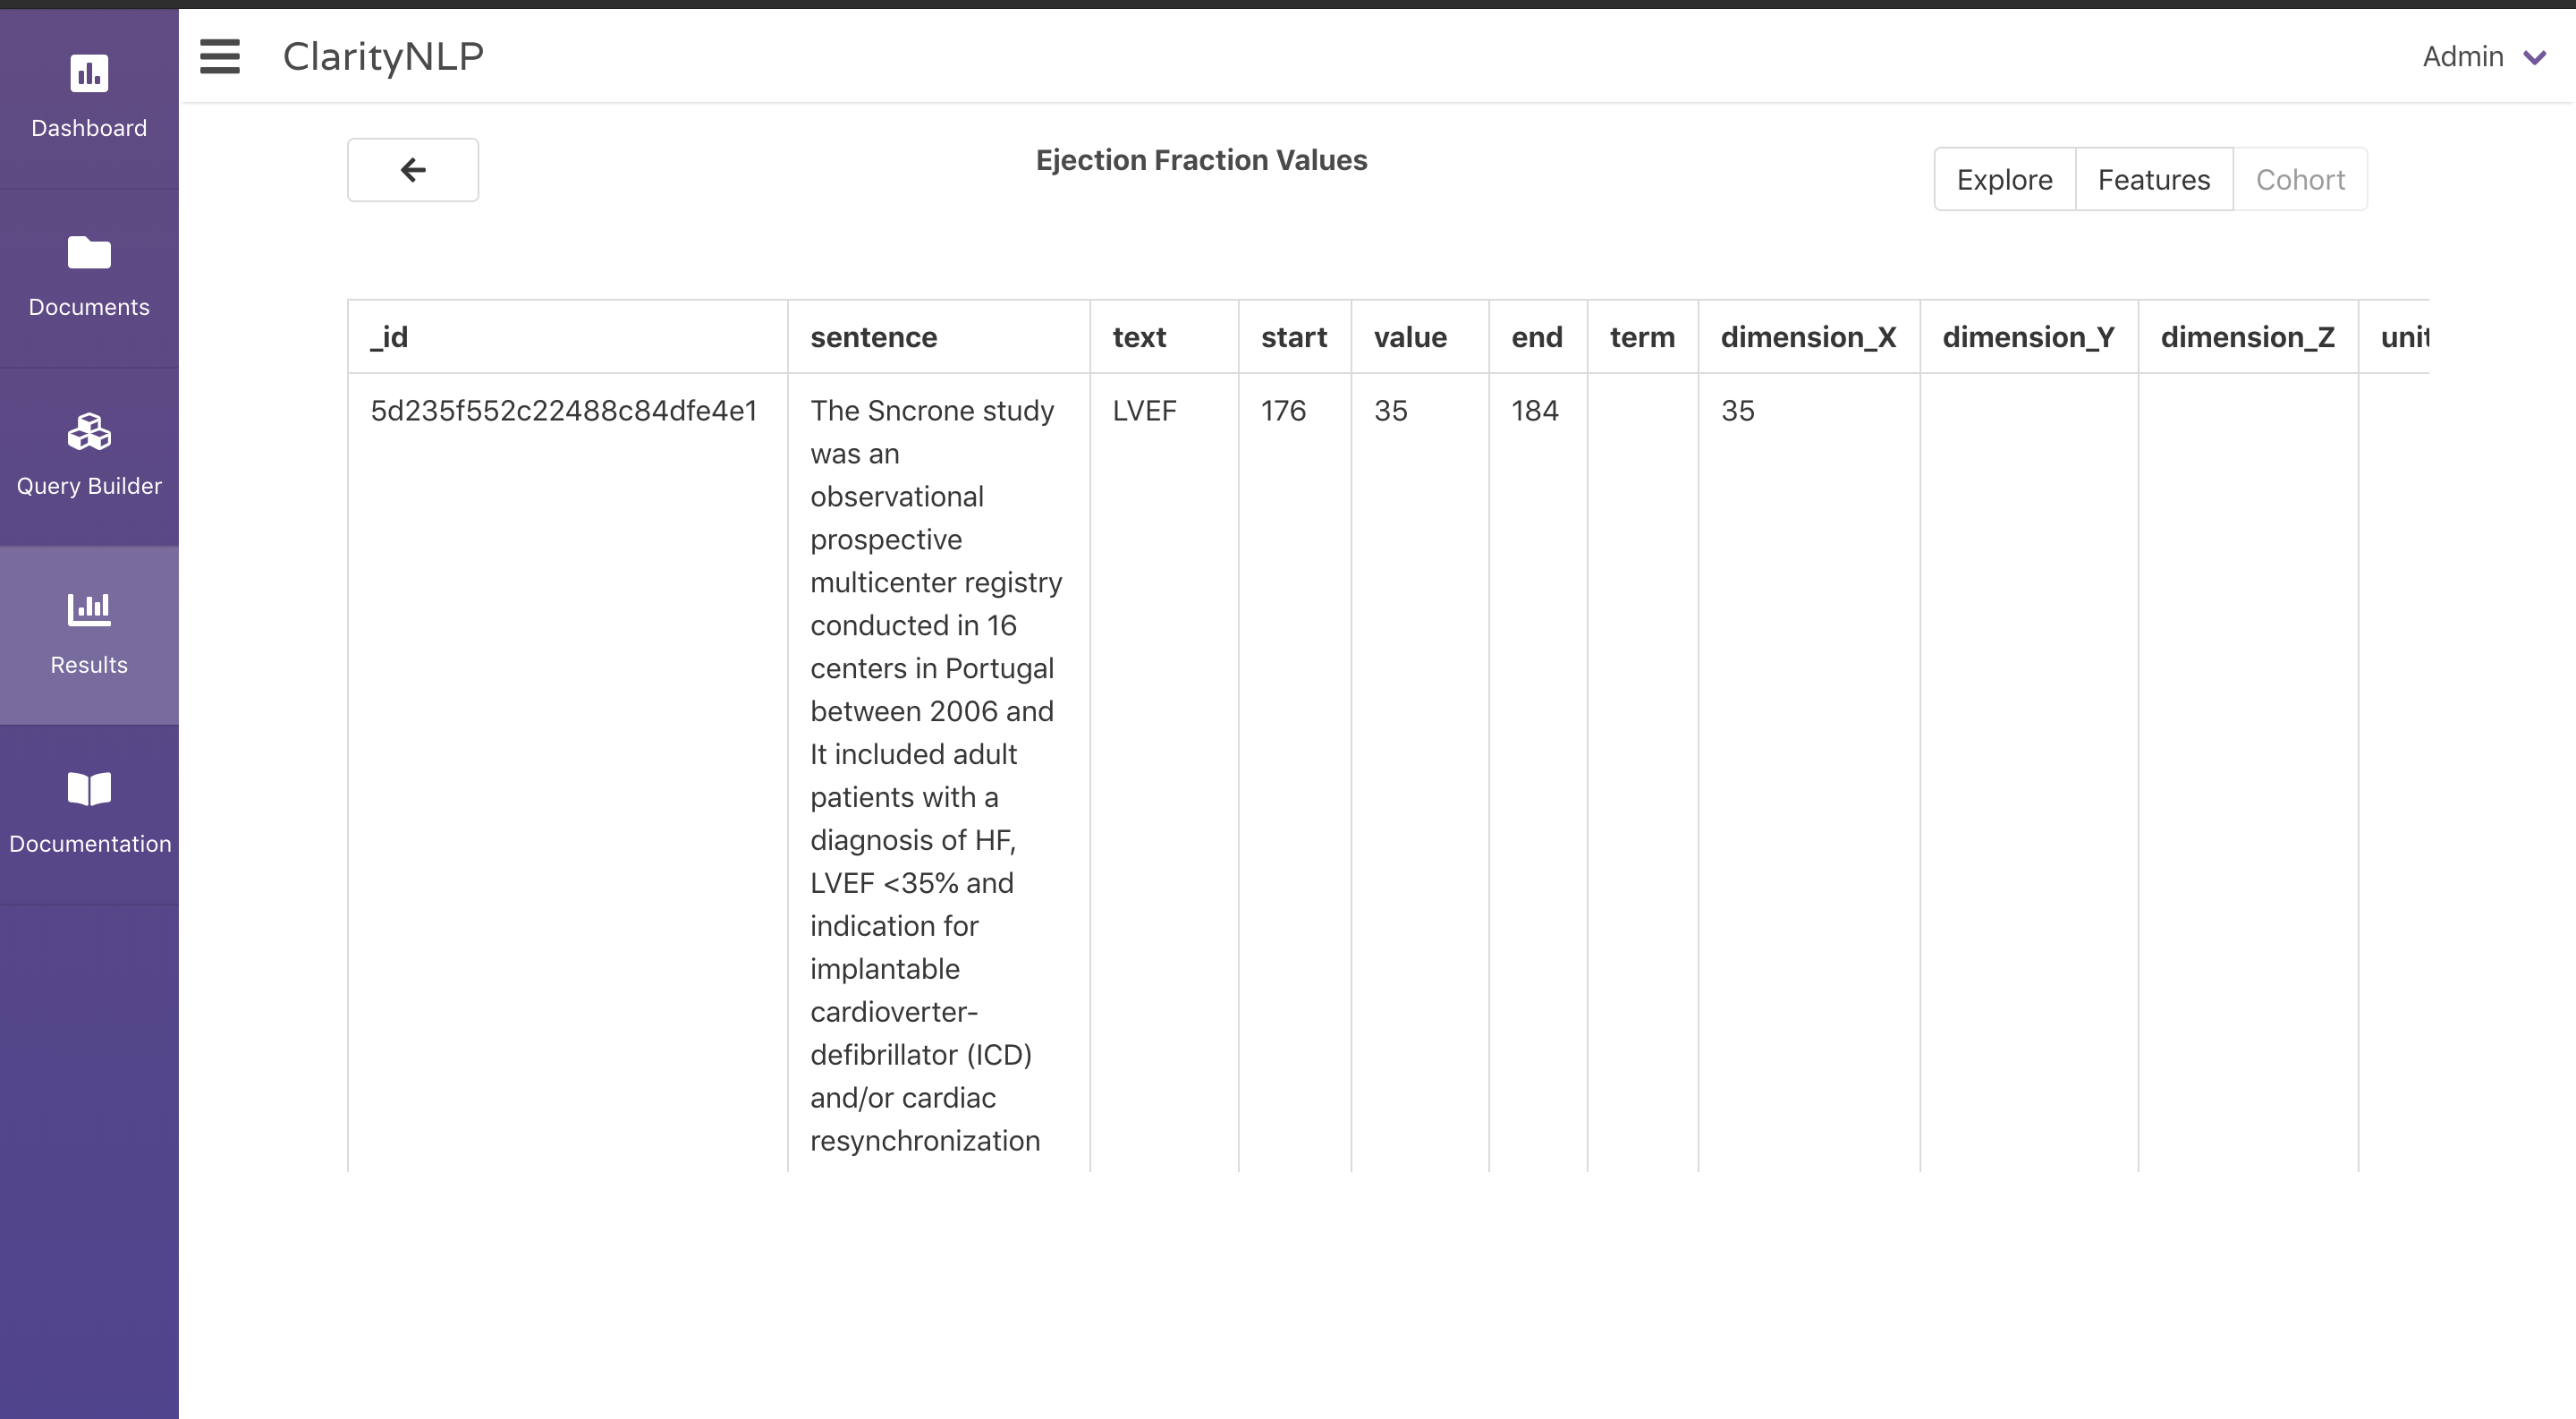 ClarityNLP
Admin
Dashboard
Documents
Query Builder
Results
Documentation
Ejection Fraction Values
Explore Features Cohort
_id sentence text start value end term dimension_X dimension_Y dimension_Z unit
5d235f552c22488c84dfe4e1 The Sncrone study LVEF 176 35 184 35
was an
observational
prospective
multicenter registry
conducted in 16
centers in Portugal
between 2006 and
It included adult
patients with a
diagnosis of HF,
LVEF <35% and
indication for
implantable
cardioverter-
defibrillator (ICD)
and/or cardiac
resynchronization